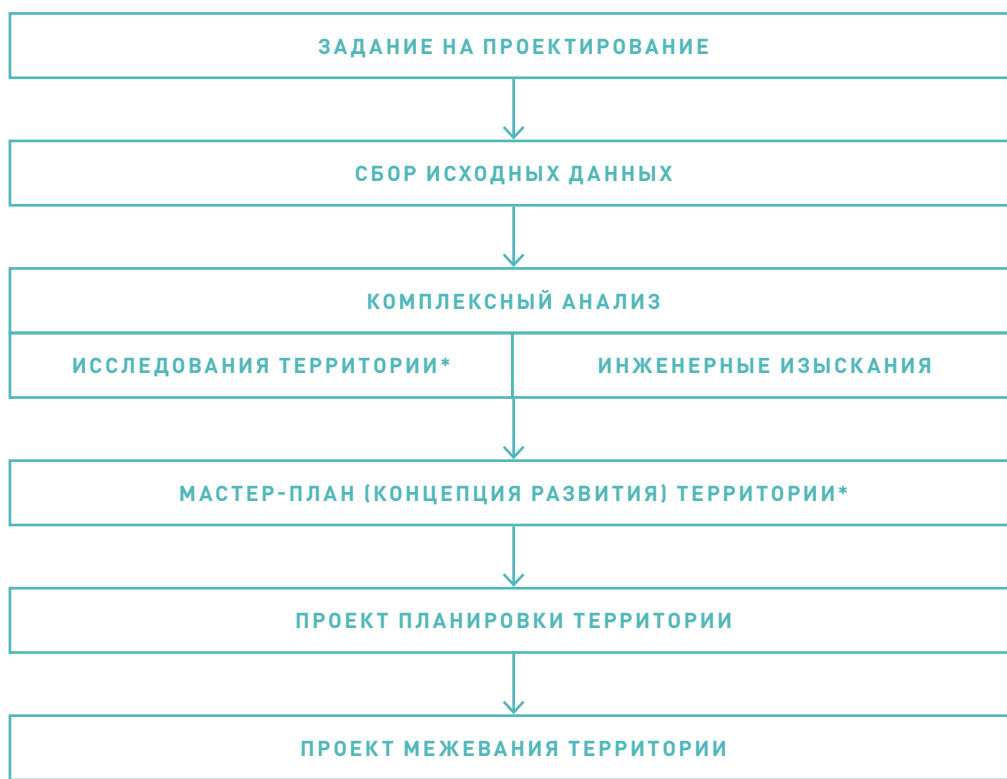 ЗАДАНИЕ НА ПРОЕКТИРОВАНИЕ
СБОР ИСХОДНЫХ ДАННЫХ
КОМПЛЕКСНЫЙ АНАЛИЗ
ИССЛЕДОВАНИЯ ТЕРРИТОРИИ*
ИНЖЕНЕРНЫЕ ИЗЫСКАНИЯ
МАСТЕР-ПЛАН (КОНЦЕПЦИЯ РАЗВИТИЯ) ТЕРРИТОРИИ*
ПРОЕКТ ПЛАНИРОВКИ ТЕРРИТОРИИ
ПРОЕКТ МЕЖЕВАНИЯ ТЕРРИТОРИИ